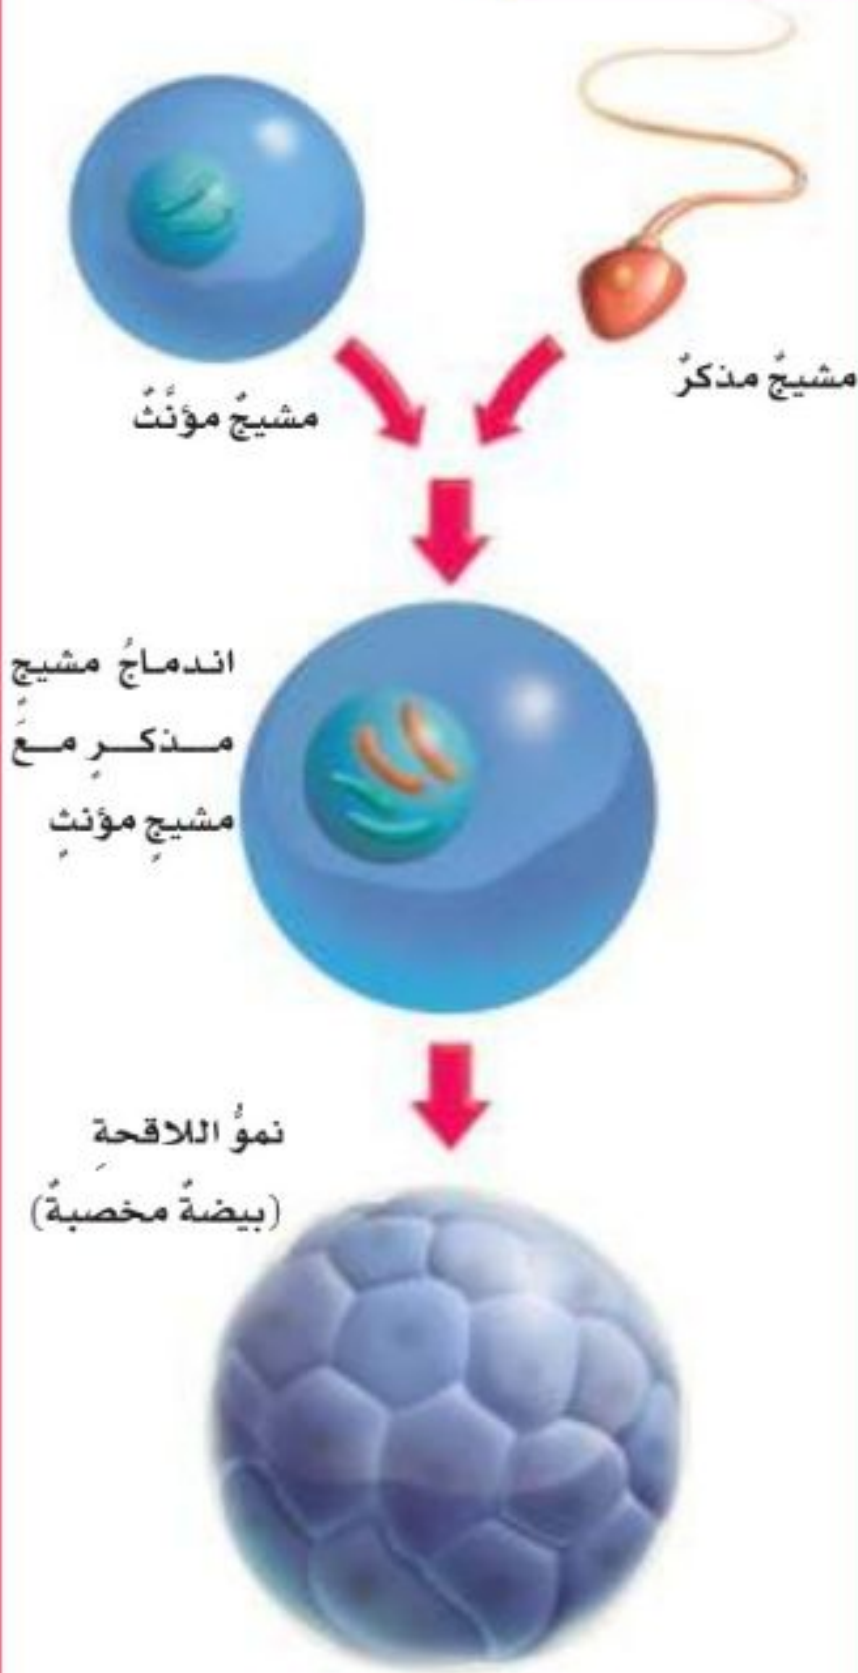 مشيجٌ مذكرٌ
مشيجٌ مؤنَّثٌ
اندماجُ مشيجٍ
مذكرٍ معَ
مشيجٍ مؤنثٍ
نموُّ اللاقحةِ
(بيضةٌ مخصبةٌ)